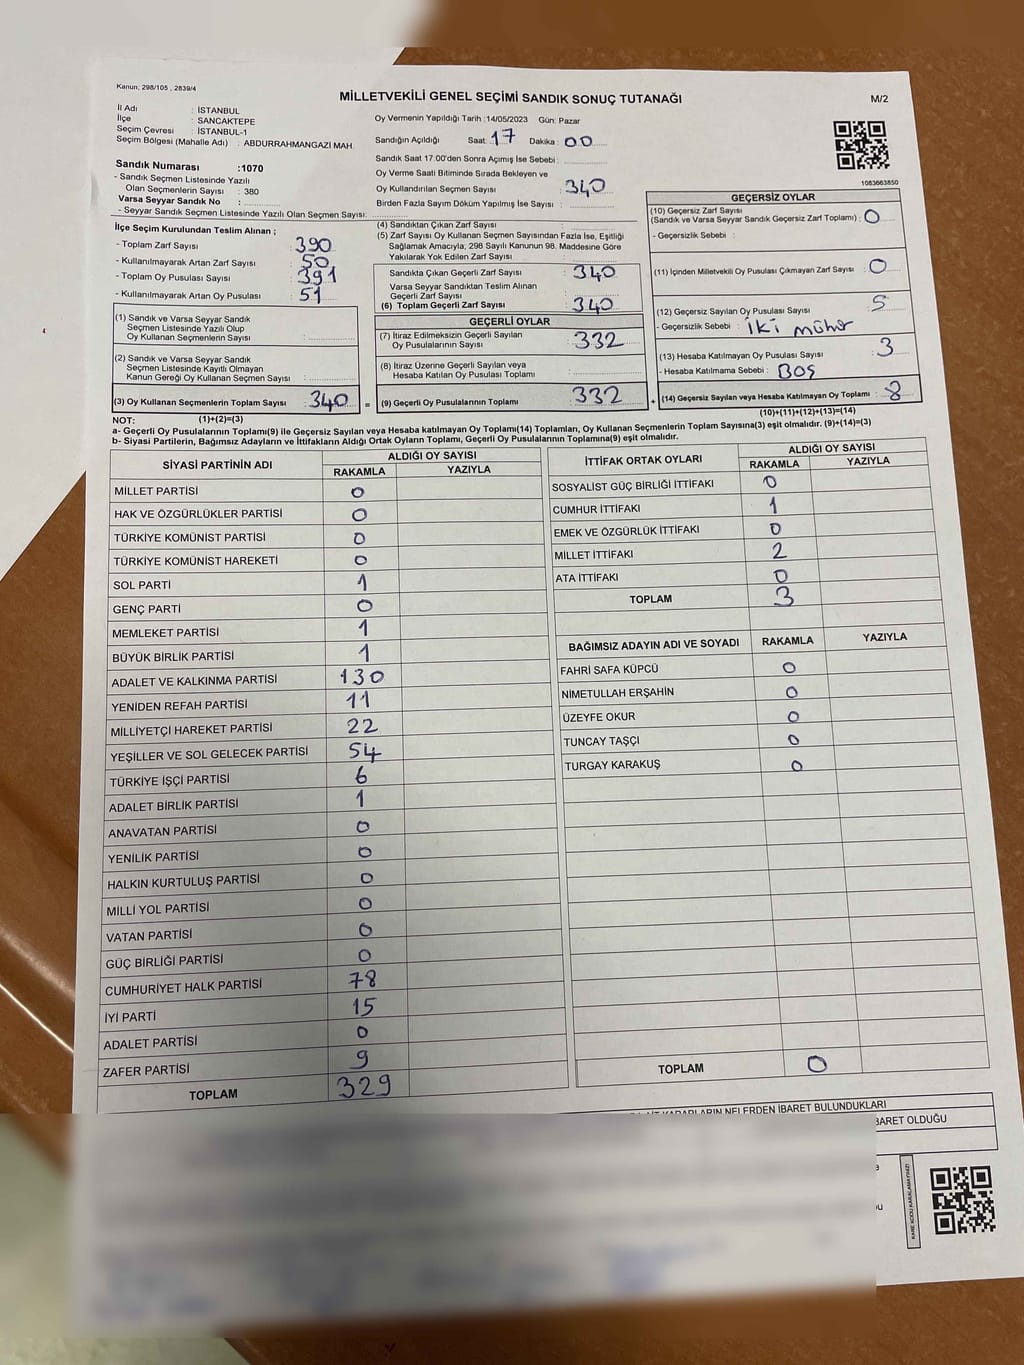 Kanun; 298/105 , 2839/4
MİLLETVEKİLİ GENEL SEÇİMİ SANDIK SONUÇ TUTANAĞI
M/2
İl Adı : İSTANBUL
İlçe : SANCAKTEPE
Seçim Çevresi : İSTANBUL-1
Seçim Bölgesi (Mahalle Adı) : ABDURRAHMANGAZİ MAH.
Sandık Numarası :1070
- Sandık Seçmen Listesinde Yazılı
Olan Seçmenlerin Sayısı : 380
Varsa Seyyar Sandık No :
- Seyyar Sandık Seçmen Listesinde Yazılı Olan Seçmen Sayısı:
Oy Vermenin Yapıldığı Tarih :14/05/2023 Gün: Pazar
Sandığın Açıldığı Saat: 17 Dakika : 00
Sandık Saat 17:00'den Sonra Açımış İse Sebebi :
Oy Verme Saati Bitiminde Sırada Bekleyen ve
Oy Kullandırılan Seçmen Sayısı : 340
Birden Fazla Sayım Döküm Yapılmış İse Sayısı :
1083663850
İlçe Seçim Kurulundan Teslim Alınan ;
- Toplam Zarf Sayısı : 390
- Kullanılmayarak Artan Zarf Sayısı : 50
- Toplam Oy Pusulası Sayısı : 391
- Kullanılmayarak Artan Oy Pusulası : 51
(1) Sandık ve Varsa Seyyar Sandık
Seçmen Listesinde Yazılı Olup
Oy Kullanan Seçmenlerin Sayısı :
(2) Sandık ve Varsa Seyyar Sandık
Seçmen Listesinde Kayıtlı Olmayan
Kanun Gereği Oy Kullanan Seçmen Sayısı :
(3) Oy Kullanan Seçmenlerin Toplam Sayısı : 340 =
(1)+(2)=(3)
(4) Sandıktan Çıkan Zarf Sayısı :
(5) Zarf Sayısı Oy Kullanan Seçmen Sayısından Fazla İse, Eşitliği
Sağlamak Amacıyla, 298 Sayılı Kanunun 98. Maddesine Göre
Yakılarak Yok Edilen Zarf Sayısı :
Sandıkta Çıkan Geçerli Zarf Sayısı : 340
Varsa Seyyar Sandıktan Teslim Alınan
Geçerli Zarf Sayısı :
(6) Toplam Geçerli Zarf Sayısı : 340
GEÇERLİ OYLAR
(7) İtiraz Edilmeksizin Geçerli Sayılan
Oy Pusulalarının Sayısı : 332
(8) İtiraz Üzerine Geçerli Sayılan veya
Hesaba Katılan Oy Pusulası Toplamı :
(9) Geçerli Oy Pusulalarının Toplamı : 332 +
GEÇERSİZ OYLAR
(10) Geçersiz Zarf Sayısı
(Sandık ve Varsa Seyyar Sandık Geçersiz Zarf Toplamı) : 0
- Geçersizlik Sebebi :
(11) İçinden Milletvekili Oy Pusulası Çıkmayan Zarf Sayısı : 0
(12) Geçersiz Sayılan Oy Pusulası Sayısı : 5
- Geçersizlik Sebebi : iki mühür
(13) Hesaba Katılmayan Oy Pusulası Sayısı : 3
- Hesaba Katılmama Sebebi : BOŞ
(14) Geçersiz Sayılan veya Hesaba Katılmayan Oy Toplamı : 8
(10)+(11)+(12)+(13)=(14)
NOT:
a- Geçerli Oy Pusulalarının Toplamı(9) ile Geçersiz Sayılan veya Hesaba katılmayan Oy Toplamı(14) Toplamları, Oy Kullanan Seçmenlerin Toplam Sayısına(3) eşit olmalıdır. (9)+(14)=(3)
b- Siyasi Partilerin, Bağımsız Adayların ve İttifakların Aldığı Ortak Oyların Toplamı, Geçerli Oy Pusulalarının Toplamına(9) eşit olmalıdır.
SİYASİ PARTİNİN ADI ALDIĞI OY SAYISI
RAKAMLA YAZIYLA
MİLLET PARTİSİ 0
HAK VE ÖZGÜRLÜKLER PARTİSİ 0
TÜRKİYE KOMÜNİST PARTİSİ 0
TÜRKİYE KOMÜNİST HAREKETİ 0
SOL PARTİ 1
GENÇ PARTİ 0
MEMLEKET PARTİSİ 1
BÜYÜK BİRLİK PARTİSİ 1
ADALET VE KALKINMA PARTİSİ 130
YENİDEN REFAH PARTİSİ 11
MİLLİYETÇİ HAREKET PARTİSİ 22
YEŞİLLER VE SOL GELECEK PARTİSİ 54
TÜRKİYE İŞÇİ PARTİSİ 6
ADALET BİRLİK PARTİSİ 1
ANAVATAN PARTİSİ 0
YENİLİK PARTİSİ 0
HALKIN KURTULUŞ PARTİSİ 0
MİLLİ YOL PARTİSİ 0
VATAN PARTİSİ 0
GÜÇ BİRLİĞİ PARTİSİ 0
CUMHURİYET HALK PARTİSİ 78
İYİ PARTİ 15
ADALET PARTİSİ 0
ZAFER PARTİSİ 9
TOPLAM 329
İTTİFAK ORTAK OYLARI ALDIĞI OY SAYISI
RAKAMLA YAZIYLA
SOSYALİST GÜÇ BİRLİĞİ İTTİFAKI 0
CUMHUR İTTİFAKI 1
EMEK VE ÖZGÜRLÜK İTTİFAKI 0
MİLLET İTTİFAKI 2
ATA İTTİFAKI 0
TOPLAM 3
BAĞIMSIZ ADAYIN ADI VE SOYADI RAKAMLA YAZIYLA
FAHRİ SAFA KÜPCÜ 0
NİMETULLAH ERŞAHİN 0
ÜZEYFE OKUR 0
TUNCAY TAŞÇI 0
TURGAY KARAKUŞ 0
TOPLAM 0
KARARLARIN NELERDEN İBARET BULUNDUKLARI
BARET OLDUĞU